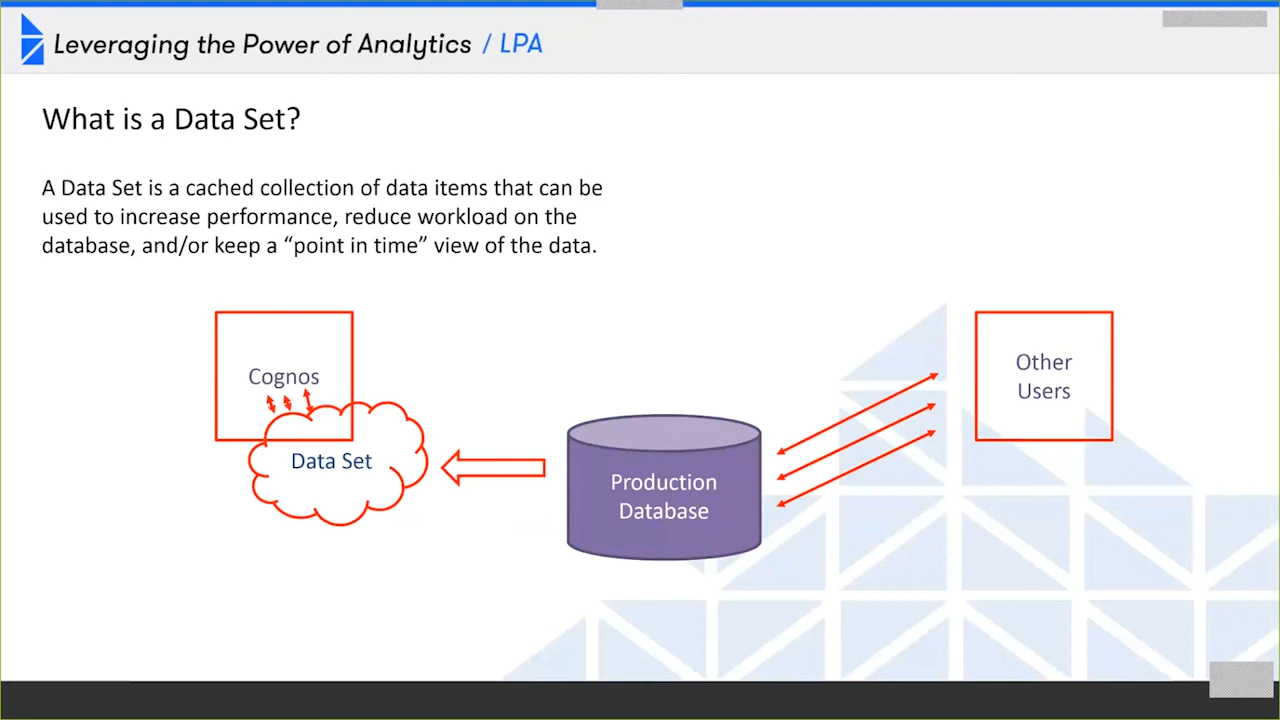 Leveraging the Power of Analytics / LPA
What is a Data Set?
A Data Set is a cached collection of data items that can be
used to increase performance, reduce workload on the
database, and/or keep a “point in time” view of the data.
Cognos
Data Set
Production
Database
Other
Users